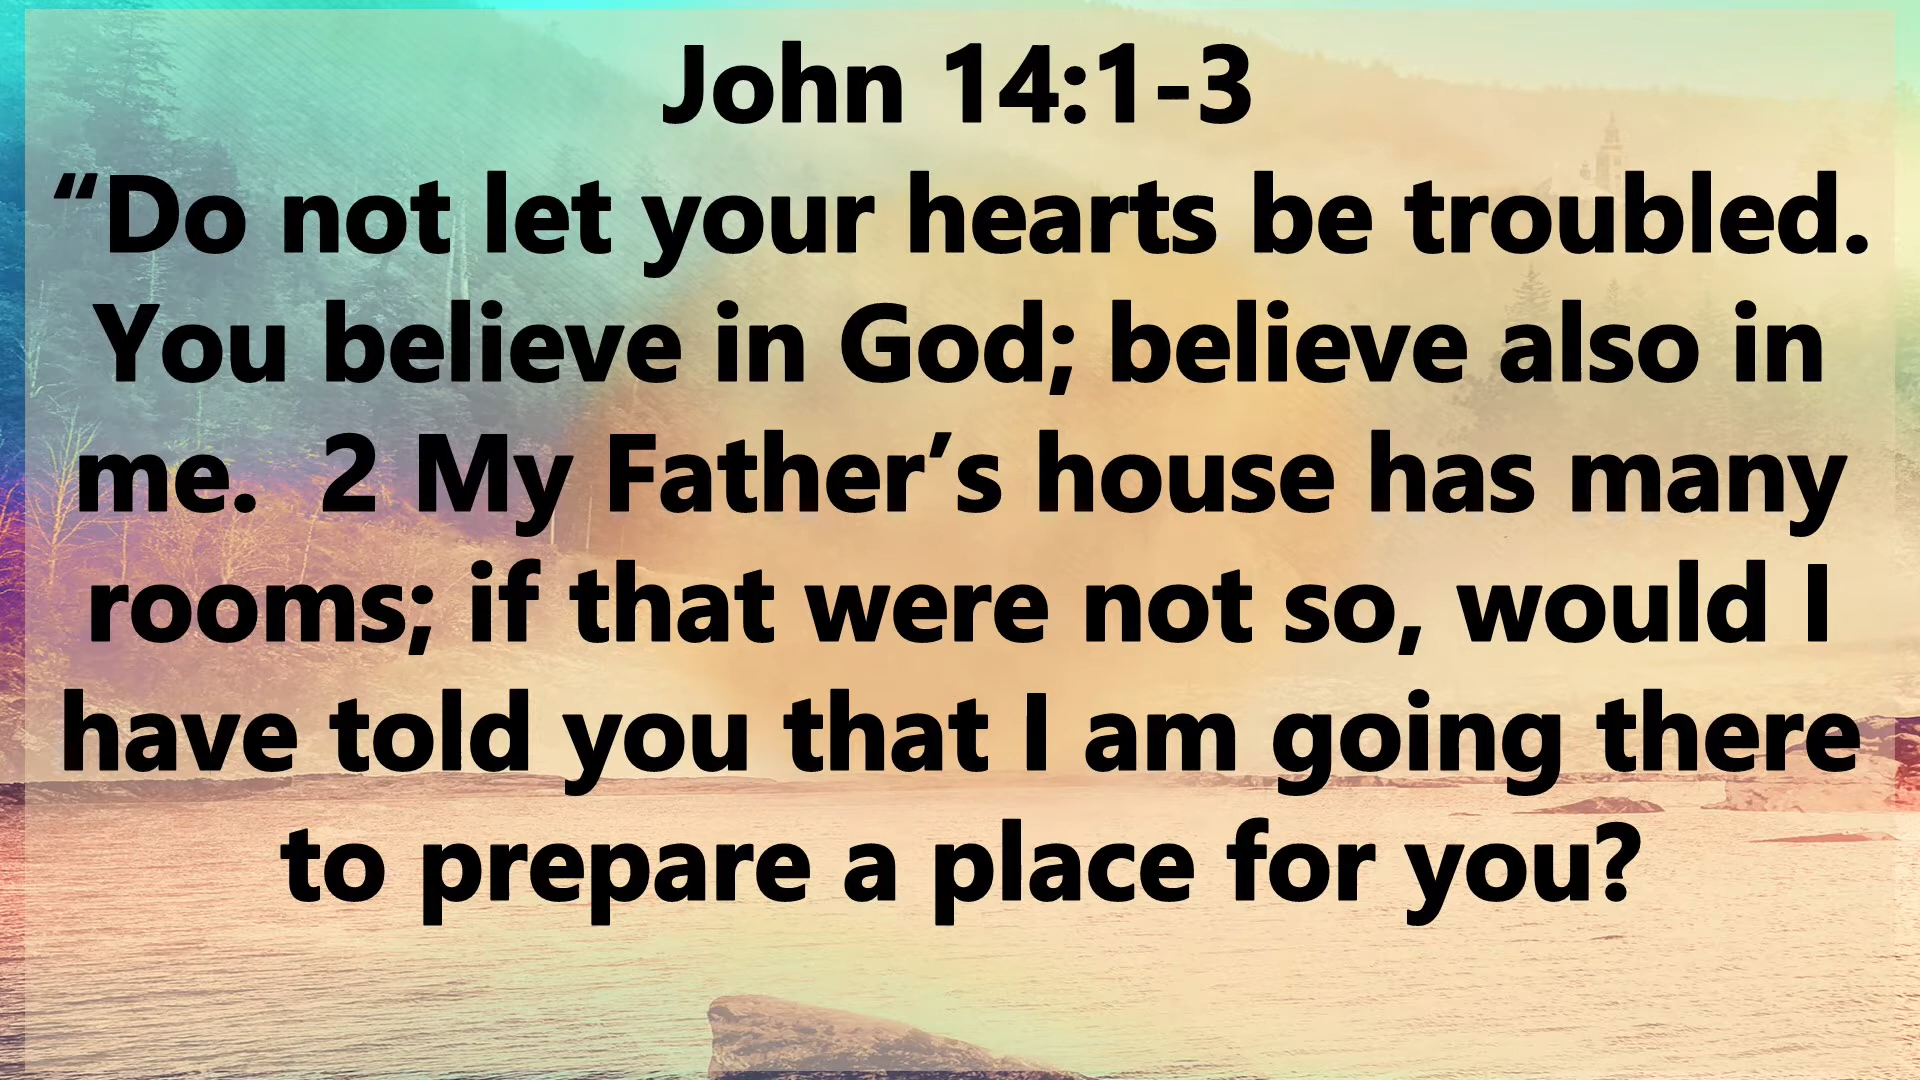 John 14:1-3
“Do not let your hearts be troubled.
You believe in God; believe also in
me.  2 My Father’s house has many
rooms; if that were not so, would I
have told you that I am going there
to prepare a place for you?